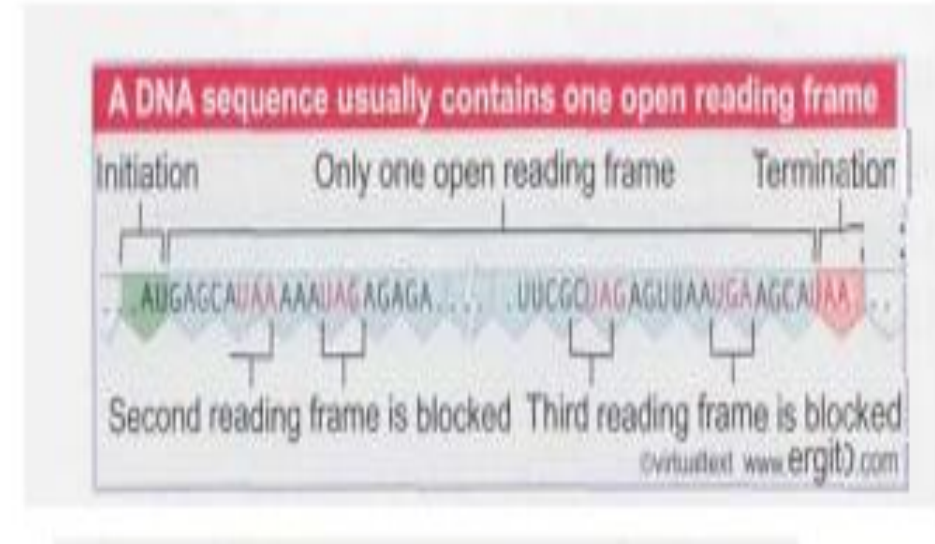 A DNA sequence usually contains one open reading frame
Initiation Only one open reading frame Termination
...AUGAGCAUAAAAAUAGAGAGA.... .UUCGCUAGAGUUAAUGAAGCAUAA...
Second reading frame is blocked Third reading frame is blocked
©virtualtext www.ergito.com